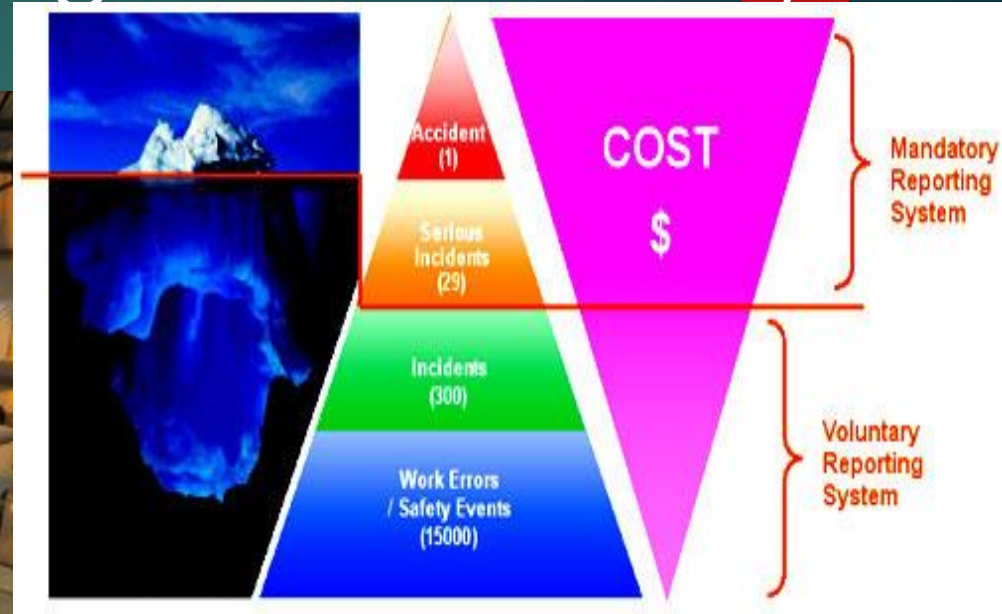 Accident
(1)
Serious
Incidents
(29)
Incidents
(300)
Work Errors
/ Safety Events
(15000)
COST
$
Mandatory
Reporting
System
Voluntary
Reporting
System